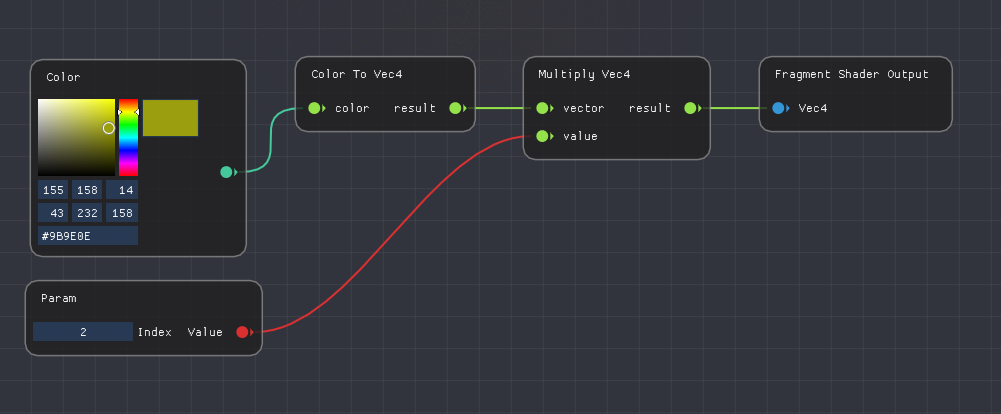 Color
155 158 14
43 232 158
#9B9E0E
Color To Vec4
color result
Multiply Vec4
vector result
value
Fragment Shader Output
Vec4
Param
2 Index Value